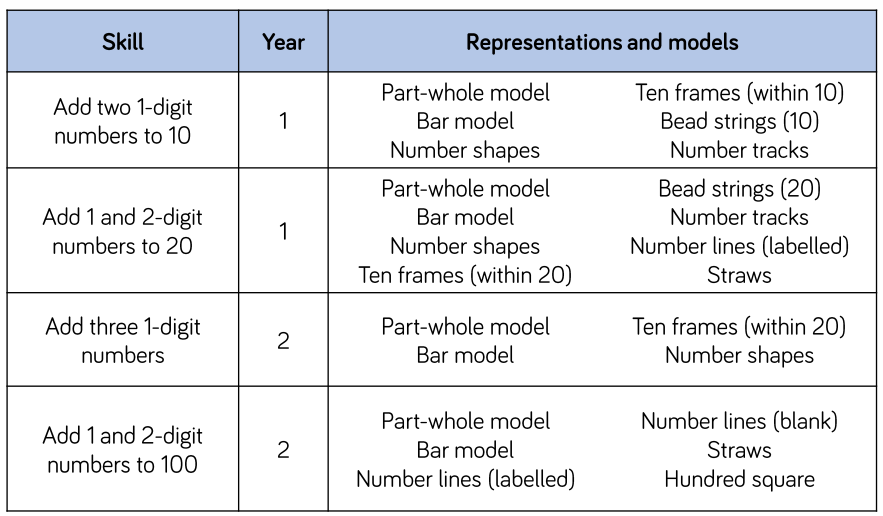 Skill Year Representations and models
Add two 1-digit numbers to 10
1
Part-whole model
Bar model
Number shapes
Ten frames (within 10)
Bead strings (10)
Number tracks
Add 1 and 2-digit numbers to 20
1
Part-whole model
Bar model
Number shapes
Ten frames (within 20)
Bead strings (20)
Number tracks
Number lines (labelled)
Straws
Add three 1-digit numbers
2
Part-whole model
Bar model
Ten frames (within 20)
Number shapes
Add 1 and 2-digit numbers to 100
2
Part-whole model
Bar model
Number lines (labelled)
Number lines (blank)
Straws
Hundred square